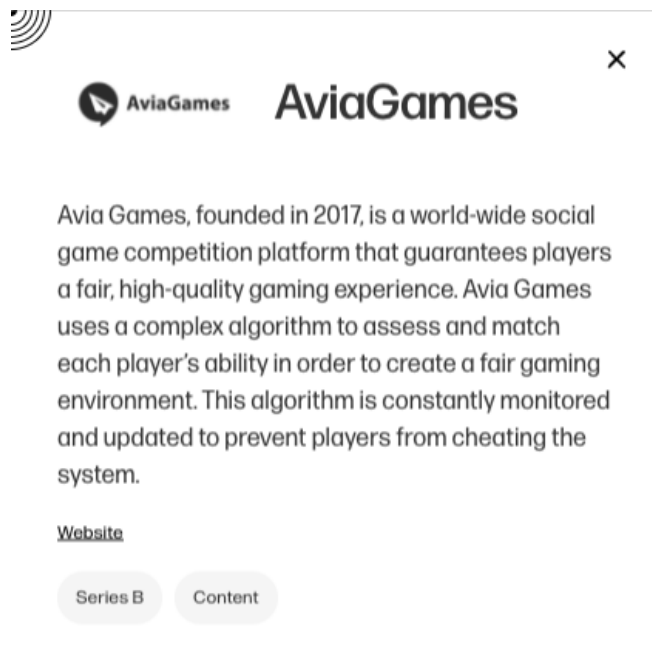 AviaGames AviaGames
Avia Games, founded in 2017, is a world-wide social
game competition platform that guarantees players
a fair, high-quality gaming experience. Avia Games
uses a complex algorithm to assess and match
each player's ability in order to create a fair gaming
environment. This algorithm is constantly monitored
and updated to prevent players from cheating the
system.
Website
Series B Content